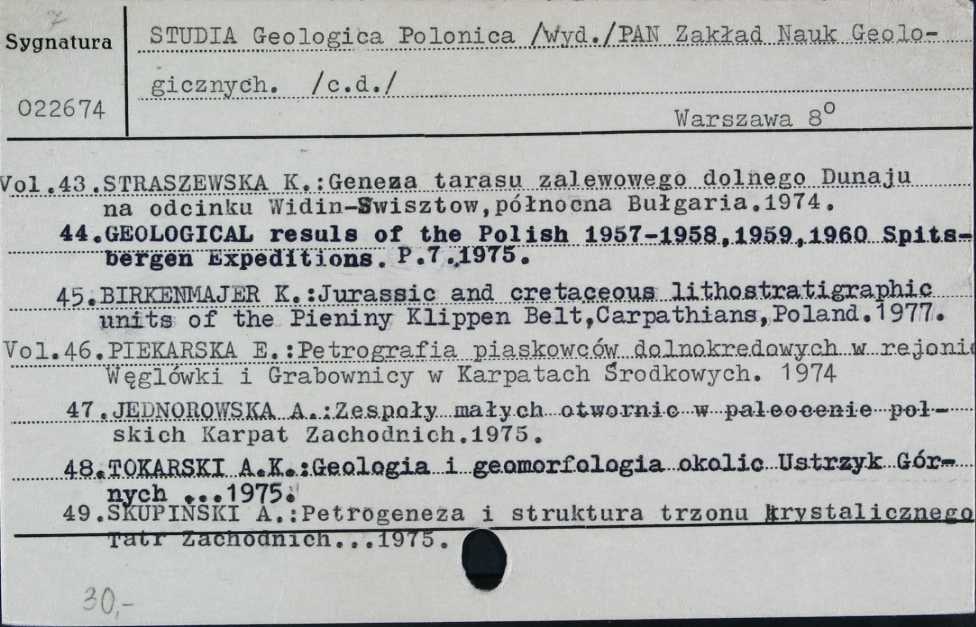 7
Sygnatura
STUDIA Geologica Polonica /Wyd./PAN Zakład Nauk Geolo-
gicznych. /c.d./
022674
Warszawa 8º
Vol.43.STRASZEWSKA K.:Geneza tarasu zalewowego dolnego Dunaju
na odcinku Widin-Swisztow,północna Bułgaria.1974.
44.GEOLOGICAL resuls of the Polish 1957-1958,1959,1960 Spits-
bergen Expeditions. P.7.1975.
45.BIRKENMAJER K.:Jurassic and cretaceous lithostratigraphic
units of the Pieniny Klippen Belt,Carpathians,Poland.1977.
Vol.46.PIEKARSKA E.:Petrografia piaskowców dolnokredowych w rejonie
Węglówki i Grabownicy w Karpatach Środkowych. 1974
47.JEDNOROWSKA A.:Zespoły małych otwornic w paleocenie pol-
skich Karpat Zachodnich.1975.
48.TOKARSKI A.K.:Geologia i geomorfologia okolic Ustrzyk Gór-
nych ...1975.
49.SKUPIŃSKI A.:Petrogeneza i struktura trzonu krystalicznego
Tatr Zachodnich...1975.
30,-